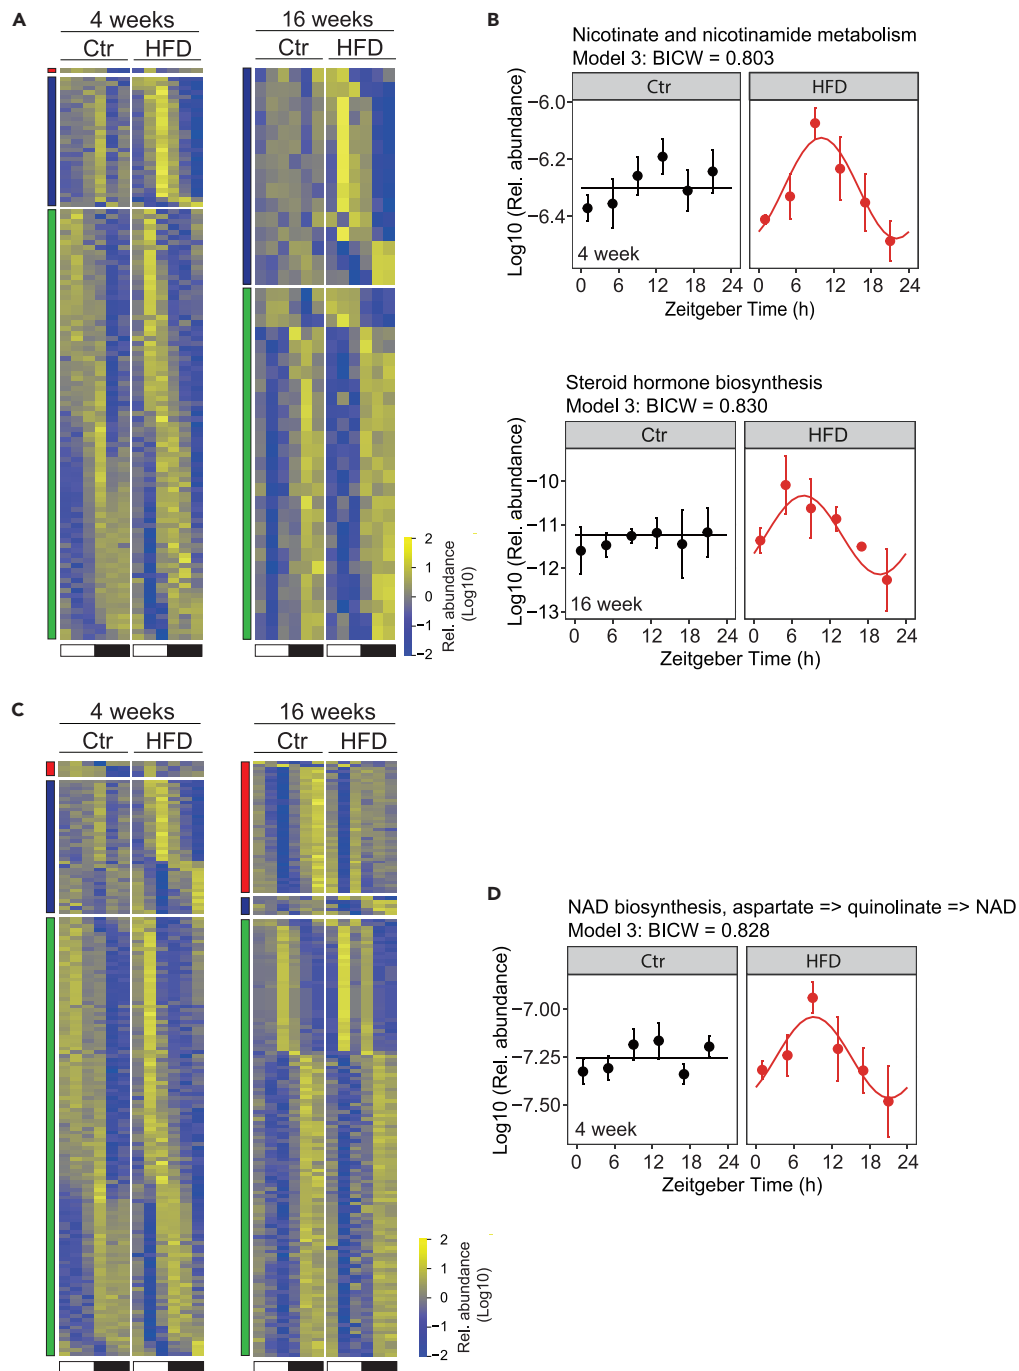 A
4 weeks
16 weeks
Ctr
HFD
Ctr
HFD
2
1
0
−1
−2
Rel. abundance
(Log10)
B
Nicotinate and nicotinamide metabolism
Model 3: BICW = 0.803
Ctr
HFD
Log10 (Rel. abundance)
−6.0
−6.2
−6.4
4 week
0 6 12 18 24
0 6 12 18 24
Zeitgeber Time (h)
Steroid hormone biosynthesis
Model 3: BICW = 0.830
Ctr
HFD
Log10 (Rel. abundance)
−10
−11
−12
−13
16 week
0 6 12 18 24
0 6 12 18 24
Zeitgeber Time (h)
C
4 weeks
16 weeks
Ctr
HFD
Ctr
HFD
2
1
0
−1
−2
Rel. abundance
(Log10)
D
NAD biosynthesis, aspartate => quinolinate => NAD
Model 3: BICW = 0.828
Ctr
HFD
Log10 (Rel. abundance)
−7.00
−7.25
−7.50
4 week
0 6 12 18 24
0 6 12 18 24
Zeitgeber Time (h)